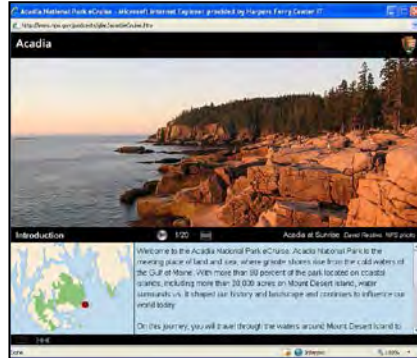 Acadia National Park eCruise - Microsoft Internet Explorer provided by Harpers Ferry Center IT
Acadia
Introduction 1/20 Acadia at Sunrise David Restivo NPS photo
Welcome to the Acadia National Park eCruise. Acadia National Park is the
meeting place of land and sea, where granite shores rise from the cold waters of
the Gulf of Maine. With more than 80 percent of the park located on coastal
islands, including more than 30,000 acres on Mount Desert Island, water
surrounds us. It shaped our history and landscape and continues to influence our
world today.
On this journey, you will travel through the waters around Mount Desert Island to
Internet 100%